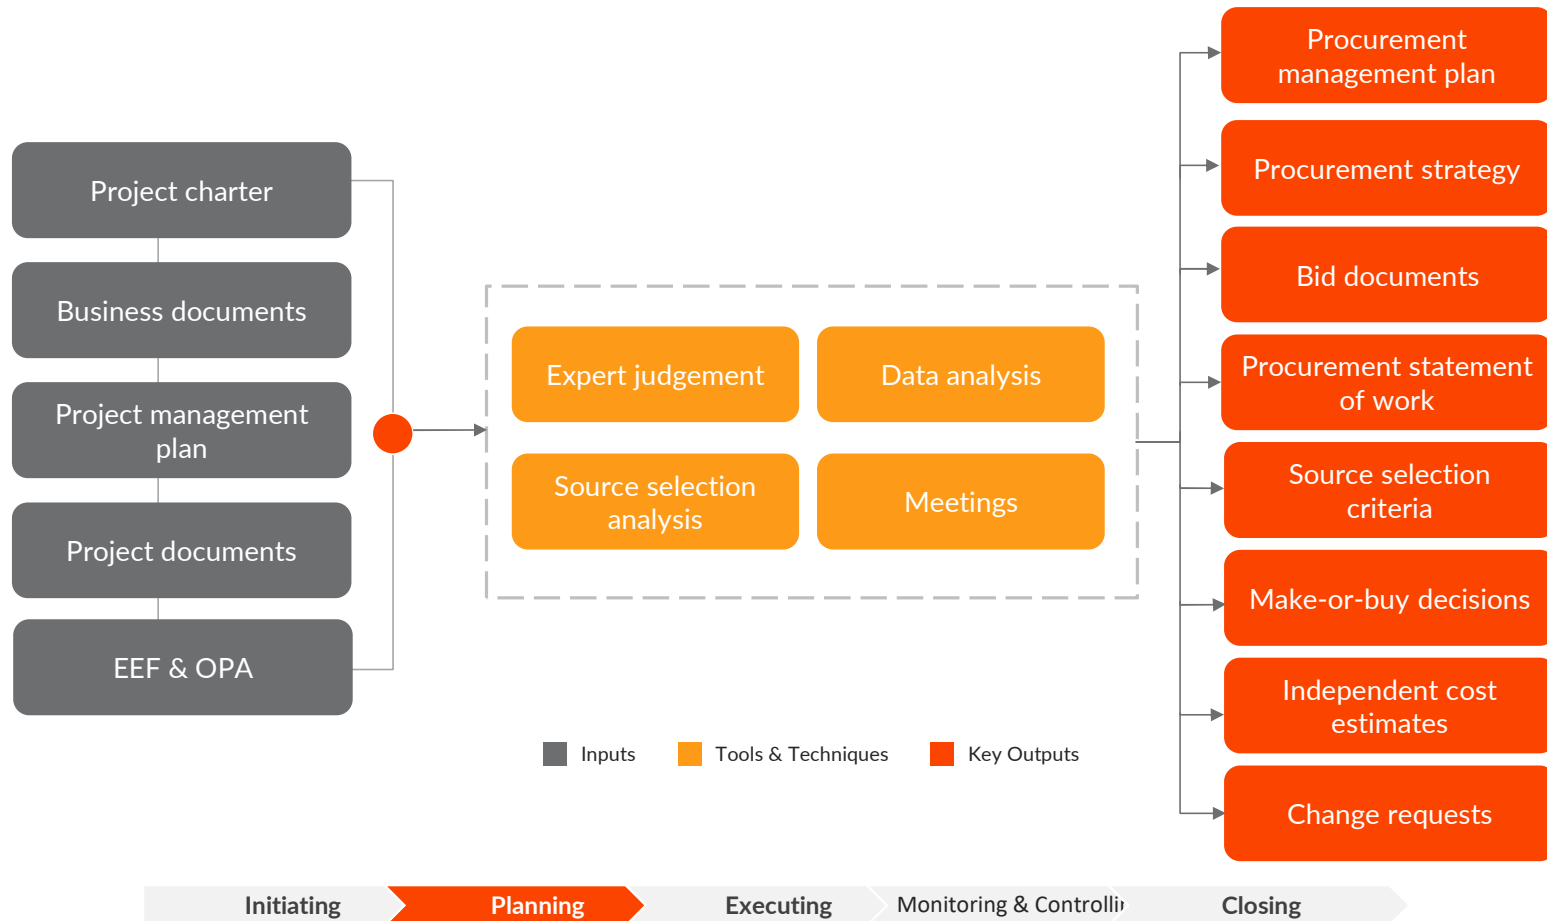 Project charter
Business documents
Project management
plan
Project documents
EEF & OPA
Expert judgement
Data analysis
Source selection
analysis
Meetings
Procurement
management plan
Procurement strategy
Bid documents
Procurement statement
of work
Source selection
criteria
Make-or-buy decisions
Independent cost
estimates
Change requests
Inputs
Tools & Techniques
Key Outputs
Initiating
Planning
Executing
Monitoring & Controllin
Closing